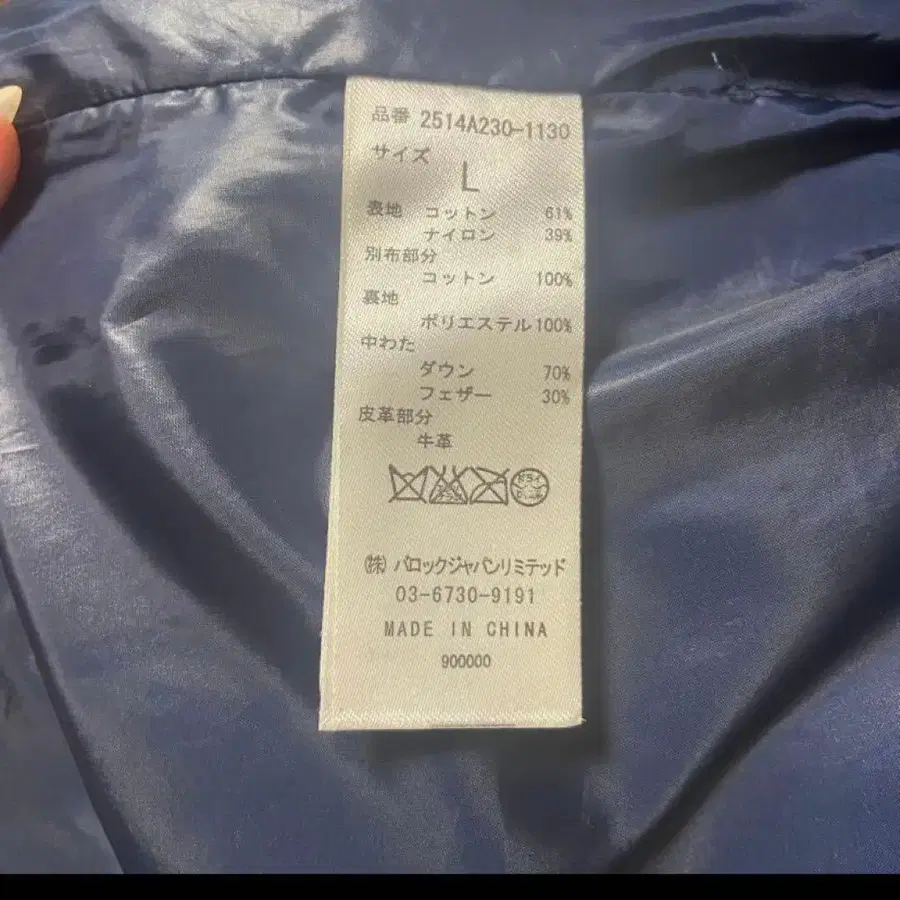 品番 2514A230-1130
サイズ
L
表地 コットン 61%
ナイロン 39%
別布部分
コットン 100%
裏地
ポリエステル 100%
中わた
ダウン 70%
フェザー 30%
皮革部分
牛革
(株)バロックジャパンリミテッド
03-6730-9191
MADE IN CHINA
900000